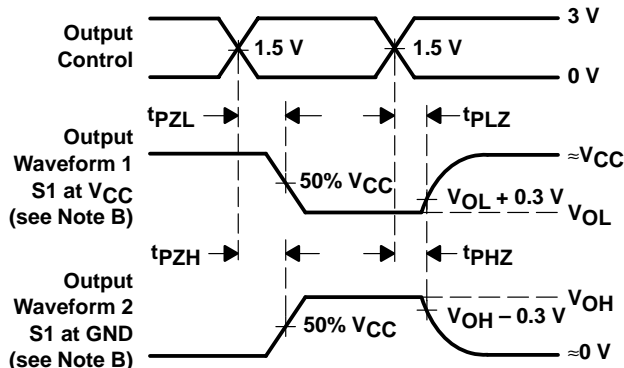 Output
Control
1.5 V
1.5 V
3 V
0 V
tPZL
tPLZ
Output
Waveform 1
S1 at VCC
(see Note B)
50% VCC
VOL + 0.3 V
≈VCC
VOL
tPZH
tPHZ
Output
Waveform 2
S1 at GND
(see Note B)
50% VCC
VOH – 0.3 V
VOH
≈0 V